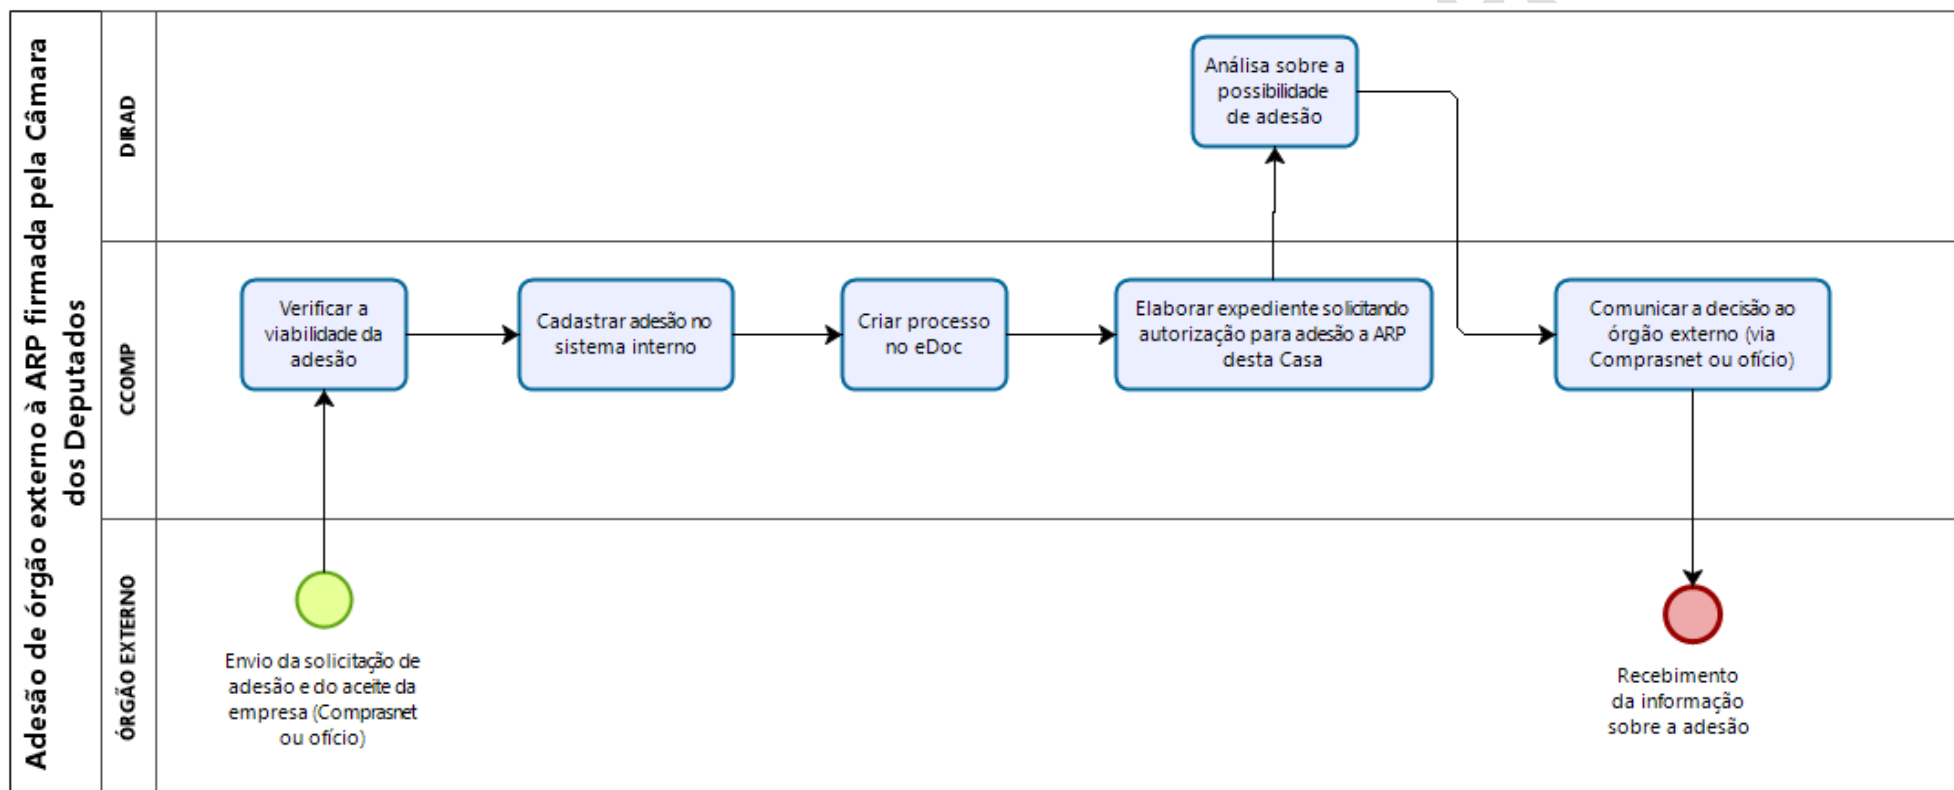 Adesão de órgão externo à ARP firmada pela Câmara
dos Deputados
DIRAD
Análisa sobre a
possibilidade
de adesão
CCOMP
Verificar a
viabilidade da
adesão
Cadastrar adesão no
sistema interno
Criar processo
no eDoc
Elaborar expediente solicitando
autorização para adesão a ARP
desta Casa
Comunicar a decisão ao
órgão externo (via
Comprasnet ou ofício)
ÓRGÃO EXTERNO
Envio da solicitação de
adesão e do aceite da
empresa (Comprasnet
ou ofício)
Recebimento
da informação
sobre a adesão